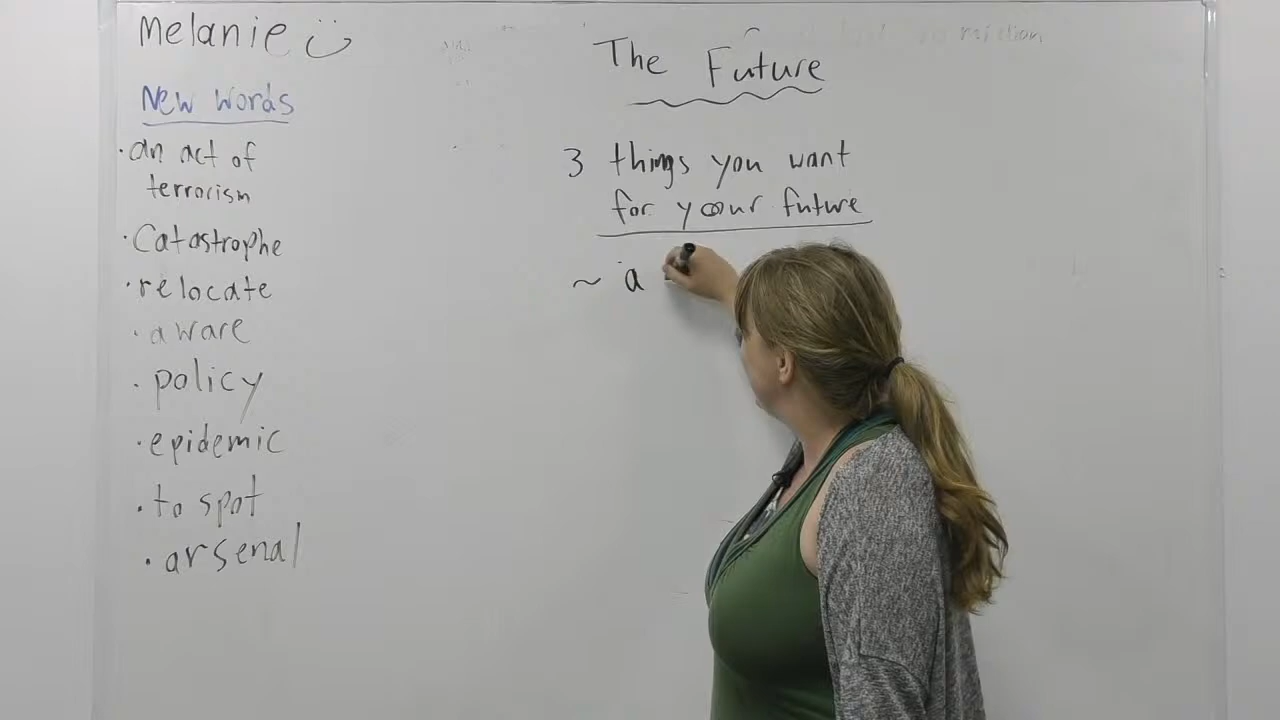 Melanie
New words
· an act of
terrorism
· Catastrophe
· relocate
· aware
· policy
· epidemic
· to spot
· arsenal
million
The Future
3 things you want
for your future
~ a